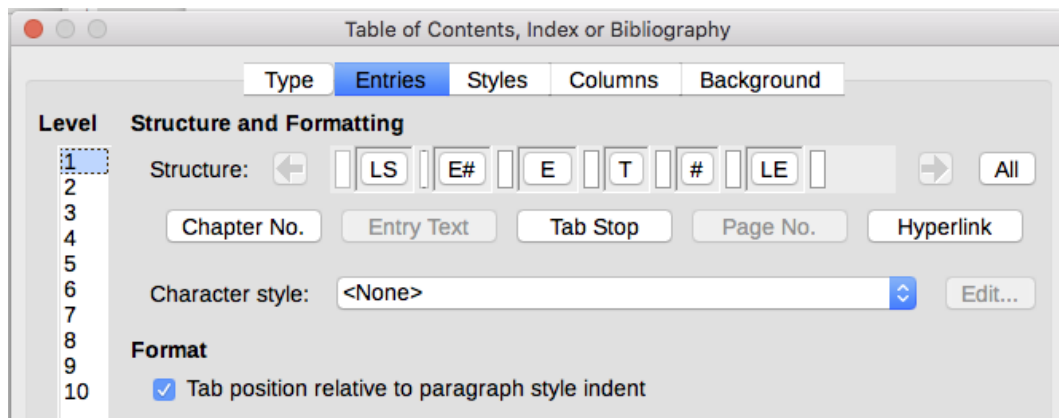 Table of Contents, Index or Bibliography
Type Entries Styles Columns Background
Level Structure and Formatting
1
Structure: LS E# E T # LE All
2
3
Chapter No. Entry Text Tab Stop Page No. Hyperlink
4
5
6
Character style: <None> Edit...
7
8
Format
9
10
Tab position relative to paragraph style indent